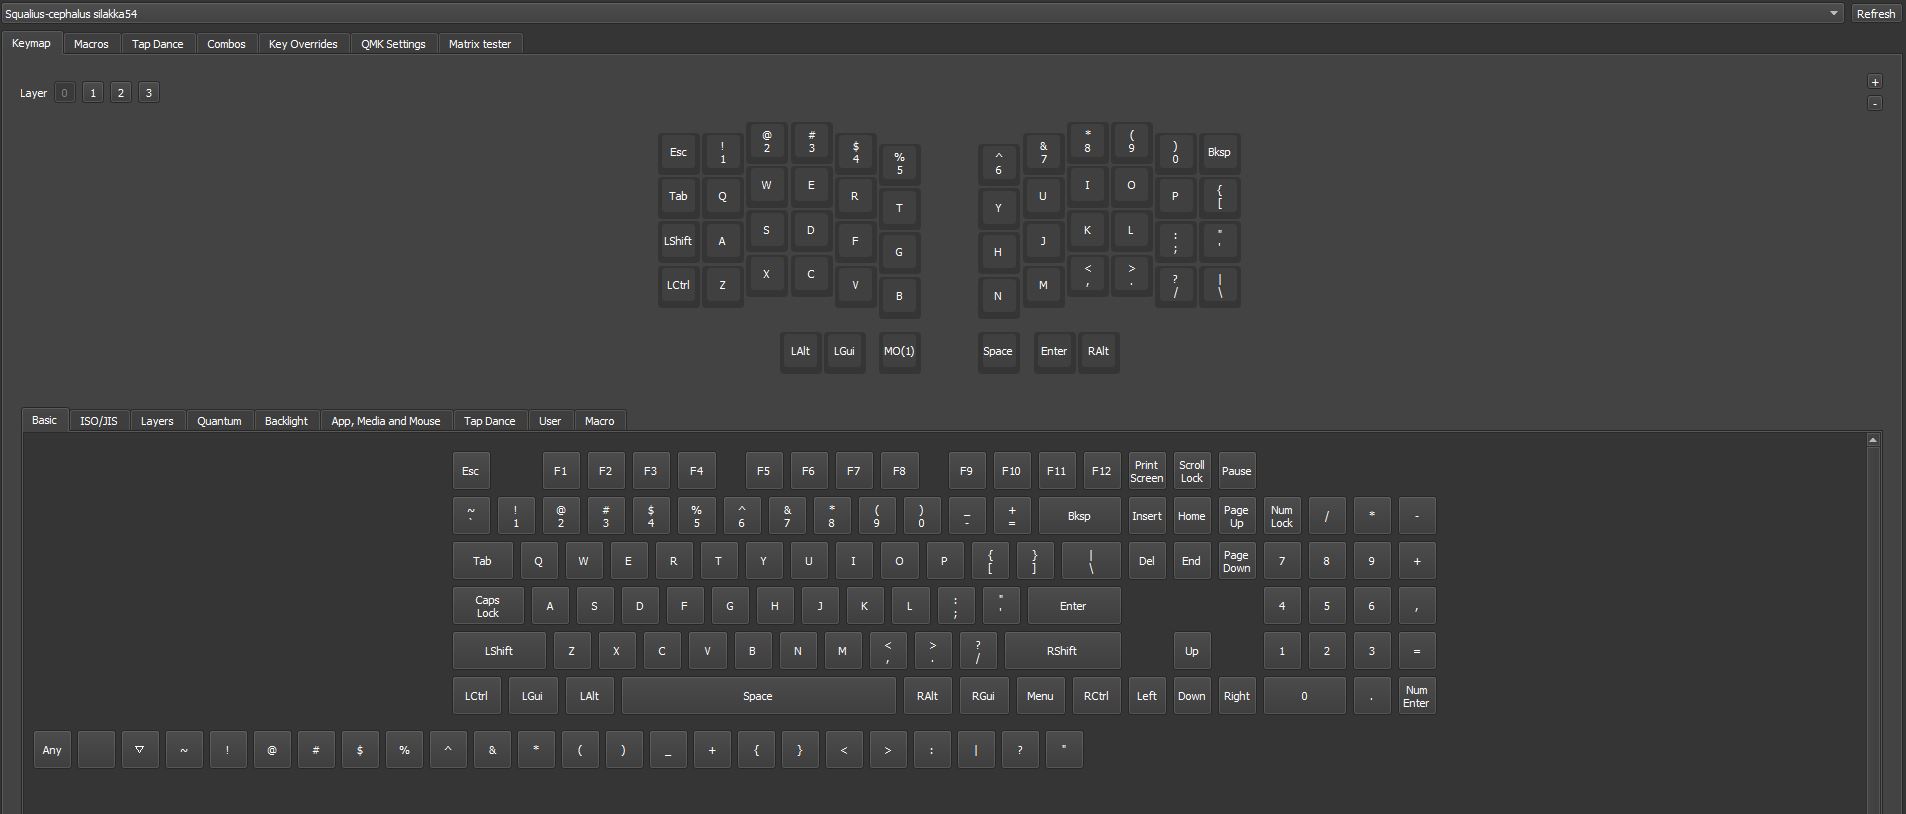 Squalius-cephalus silakka54 Refresh
Keymap Macros Tap Dance Combos Key Overrides QMK Settings Matrix tester
Layer 0 1 2 3 +
-
Esc ! 1 @ 2 # 3 $ 4 % 5 ^ 6 & 7 * 8 ( 9 ) 0 Bksp
Tab Q W E R T Y U I O P { [
LShift A S D F G H J K L : ; " '
LCtrl Z X C V B N M < , > . ? / | \
LAlt LGui MO(1) Space Enter RAlt
Basic ISO/JIS Layers Quantum Backlight App, Media and Mouse Tap Dance User Macro
Esc F1 F2 F3 F4 F5 F6 F7 F8 F9 F10 F11 F12 Print Screen Scroll Lock Pause
~ ` ! 1 @ 2 # 3 $ 4 % 5 ^ 6 & 7 * 8 ( 9 ) 0 _ - + = Bksp Insert Home Page Up Num Lock / * -
Tab Q W E R T Y U I O P { [ } ] | \ Del End Page Down 7 8 9 +
Caps Lock A S D F G H J K L : ; " ' Enter 4 5 6 ,
LShift Z X C V B N M < , > . ? / RShift Up 1 2 3 =
LCtrl LGui LAlt Space RAlt RGui Menu RCtrl Left Down Right 0 . Num Enter
Any ▽ ~ ! @ # $ % ^ & * ( ) _ + { } < > : | ? "